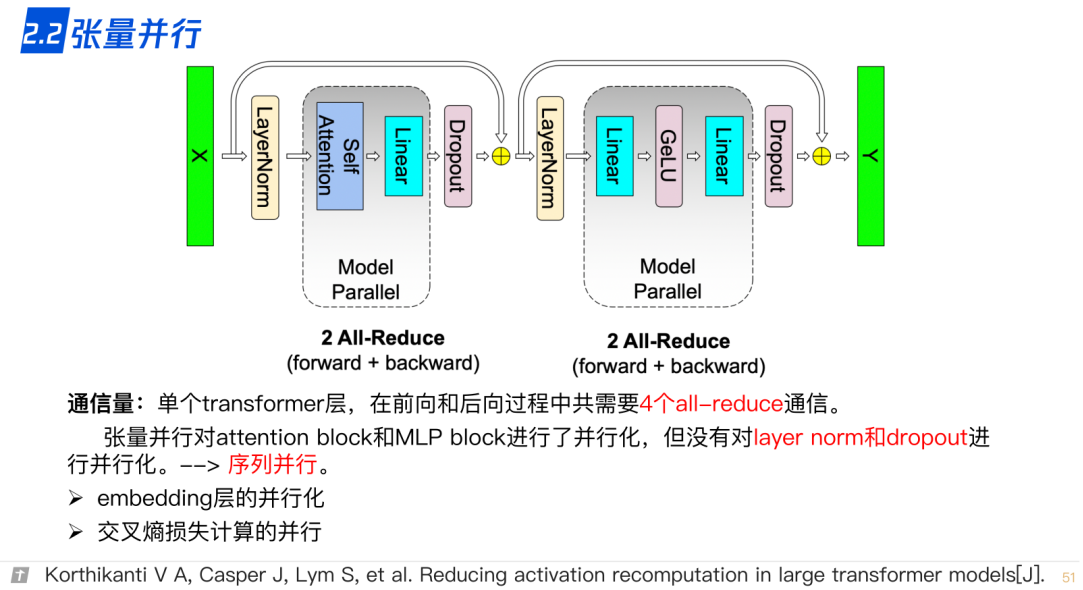 2.2 张量并行
X
LayerNorm
Self
Attention
Linear
Dropout
LayerNorm
Linear
GeLU
Linear
Dropout
Y
Model
Parallel
Model
Parallel
2 All-Reduce
(forward + backward)
2 All-Reduce
(forward + backward)
通信量：单个transformer层，在前向和后向过程中共需要4个all-reduce通信。
张量并行对attention block和MLP block进行了并行化，但没有对layer norm和dropout进
行并行化。--> 序列并行。
➢ embedding层的并行化
➢ 交叉熵损失计算的并行
Korthikanti V A, Casper J, Lym S, et al. Reducing activation recomputation in large transformer models[J].
51